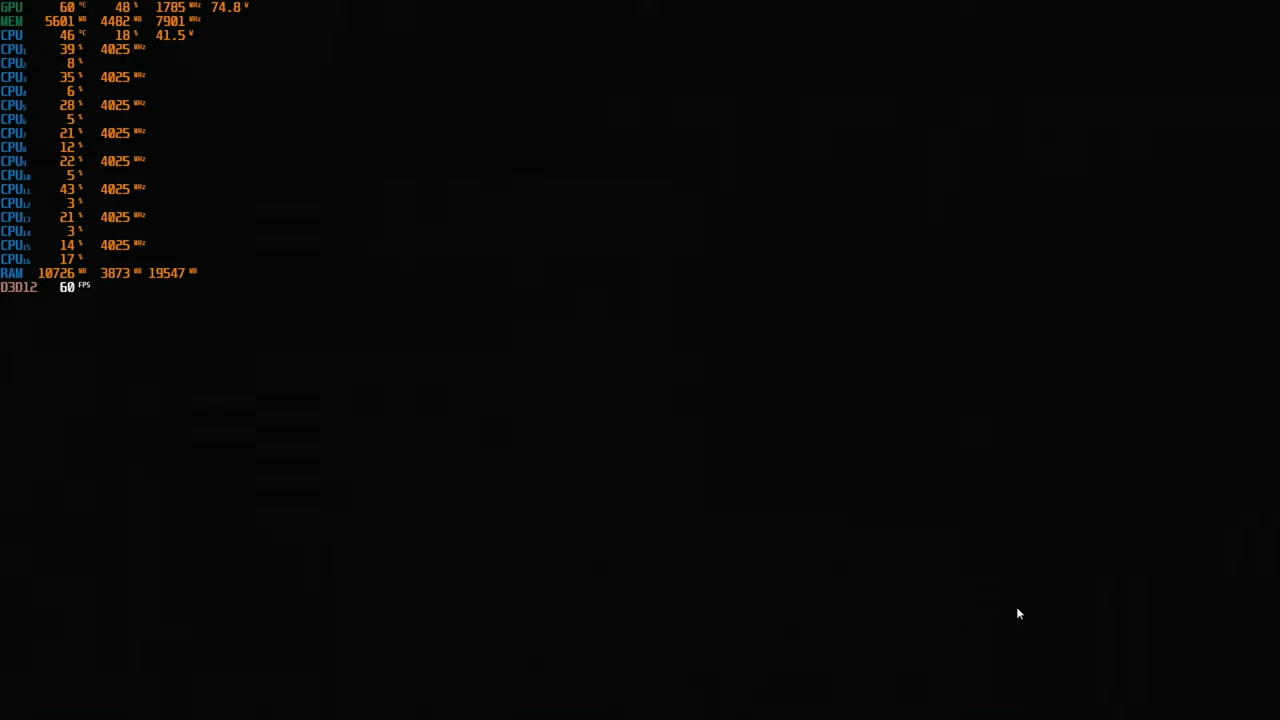 GPU 60 °C 48 % 1785 MHz 74.8 W
MEM 5601 MB 4482 MB 7901 MHz
CPU 46 °C 18 % 41.5 W
CPU1 39 % 4025 MHz
CPU2 8 %
CPU3 35 % 4025 MHz
CPU4 6 %
CPU5 28 % 4025 MHz
CPU6 5 %
CPU7 21 % 4025 MHz
CPU8 12 %
CPU9 22 % 4025 MHz
CPU10 5 %
CPU11 43 % 4025 MHz
CPU12 3 %
CPU13 21 % 4025 MHz
CPU14 3 %
CPU15 14 % 4025 MHz
CPU16 17 %
RAM 10726 MB 3873 MB 19547 MB
D3D12 60 FPS